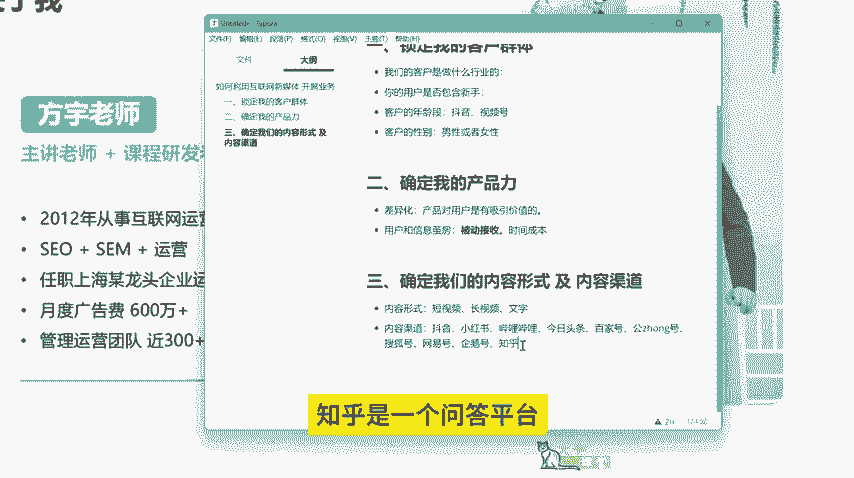 于我
方宇老师
主讲老师 + 课程研发
• 2012年从事互联网运营
• SEO + SEM + 运营
• 任职上海某龙头企业运
• 月度广告费 600万+
• 管理运营团队 近300+
文件(F) 编辑(E) 段落(P) 格式(O) 视图(V) 主题(T) 帮助(H)
文件 大纲
如何利用互联网新媒体 开展业务
一、锁定我的客户群体
二、确定我的产品力
三、确定我们的内容形式 及
内容渠道
一、锁定我的客户群体
• 我们的客户是做什么行业的：
• 你的用户是否包含新手：
• 客户的年龄段：抖音、视频号
• 客户的性别：男性或者女性
二、确定我的产品力
• 差异化：产品对用户是有吸引价值的。
• 用户和信息茧房：被动接收。时间成本
三、确定我们的内容形式 及 内容渠道
• 内容形式：短视频、长视频、文字
• 内容渠道：抖音、小红书、哔哩哔哩、今日头条、百家号、公zhong号、
搜狐号、网易号、企鹅号、知乎
知乎是一个问答平台